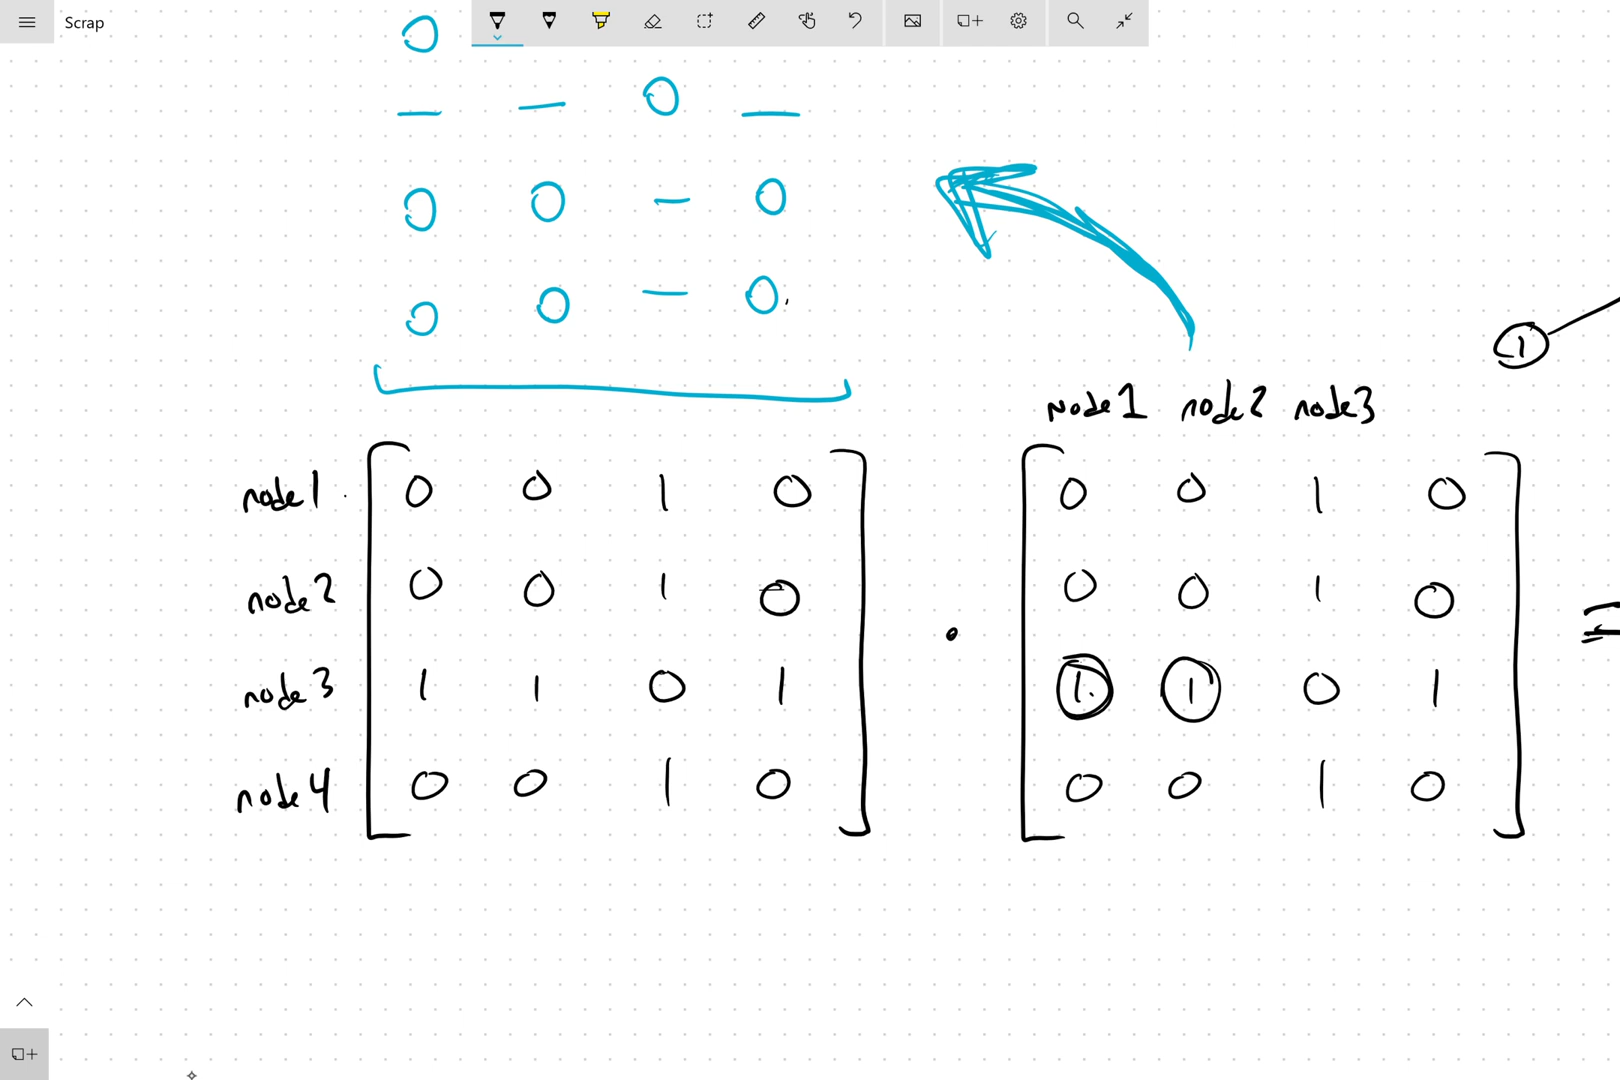 Scrap
0
— — 0 —
0 0 — 0
0 0 — 0
1
node1 node2 node3
node1 0 0 1 0 0 0 1 0
node2 0 0 1 0 0 0 1 0
node3 1 1 0 1 · 1 1 0 1 =
node4 0 0 1 0 0 0 1 0